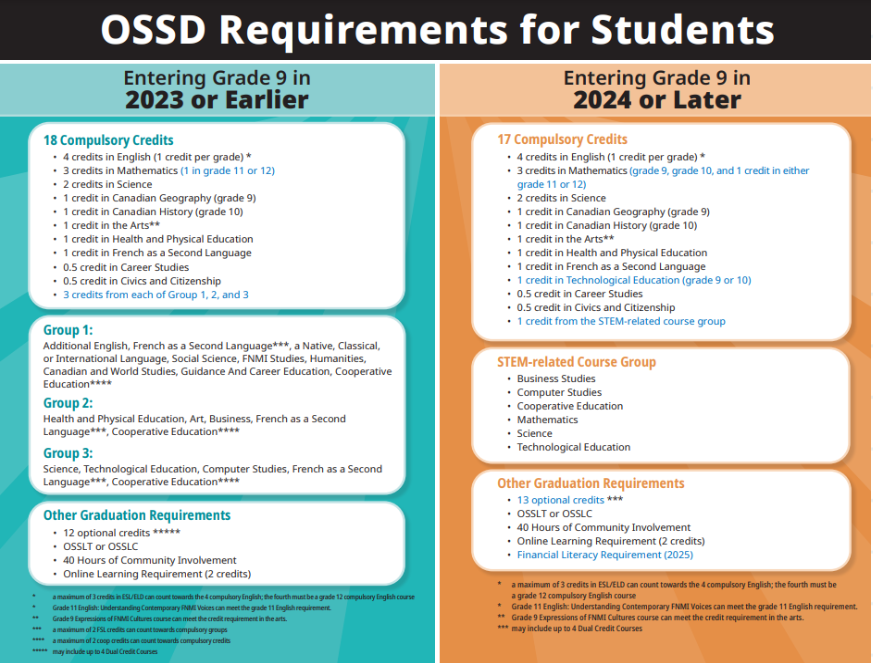 OSSD Requirements for Students
Entering Grade 9 in
2023 or Earlier
18 Compulsory Credits
• 4 credits in English (1 credit per grade) *
• 3 credits in Mathematics (1 in grade 11 or 12)
• 2 credits in Science
• 1 credit in Canadian Geography (grade 9)
• 1 credit in Canadian History (grade 10)
• 1 credit in the Arts**
• 1 credit in Health and Physical Education
• 1 credit in French as a Second Language
• 0.5 credit in Career Studies
• 0.5 credit in Civics and Citizenship
• 3 credits from each of Group 1, 2, and 3
Group 1:
Additional English, French as a Second Language***, a Native, Classical,
or International Language, Social Science, FNMI Studies, Humanities,
Canadian and World Studies, Guidance And Career Education, Cooperative
Education****
Group 2:
Health and Physical Education, Art, Business, French as a Second
Language***, Cooperative Education****
Group 3:
Science, Technological Education, Computer Studies, French as a Second
Language***, Cooperative Education****
Other Graduation Requirements
• 12 optional credits *****
• OSSLT or OSSLC
• 40 Hours of Community Involvement
• Online Learning Requirement (2 credits)
* a maximum of 3 credits in ESL/ELD can count towards the 4 compulsory English; the fourth must be a grade 12 compulsory English course
* Grade 11 English: Understanding Contemporary FNMI Voices can meet the grade 11 English requirement.
** Grade 9 Expressions of FNMI Cultures course can meet the credit requirement in the arts.
*** a maximum of 2 FSL credits can count towards compulsory groups
**** a maximum of 2 coop credits can count towards compulsory credits
***** may include up to 4 Dual Credit Courses
Entering Grade 9 in
2024 or Later
17 Compulsory Credits
• 4 credits in English (1 credit per grade) *
• 3 credits in Mathematics (grade 9, grade 10, and 1 credit in either
grade 11 or 12)
• 2 credits in Science
• 1 credit in Canadian Geography (grade 9)
• 1 credit in Canadian History (grade 10)
• 1 credit in the Arts**
• 1 credit in Health and Physical Education
• 1 credit in French as a Second Language
• 1 credit in Technological Education (grade 9 or 10)
• 0.5 credit in Career Studies
• 0.5 credit in Civics and Citizenship
• 1 credit from the STEM-related course group
STEM-related Course Group
• Business Studies
• Computer Studies
• Cooperative Education
• Mathematics
• Science
• Technological Education
Other Graduation Requirements
• 13 optional credits ***
• OSSLT or OSSLC
• 40 Hours of Community Involvement
• Online Learning Requirement (2 credits)
• Financial Literacy Requirement (2025)
* a maximum of 3 credits in ESL/ELD can count towards the 4 compulsory English; the fourth must be
a grade 12 compulsory English course
* Grade 11 English: Understanding Contemporary FNMI Voices can meet the grade 11 English requirement.
** Grade 9 Expressions of FNMI Cultures course can meet the credit requirement in the arts.
*** may include up to 4 Dual Credit Courses